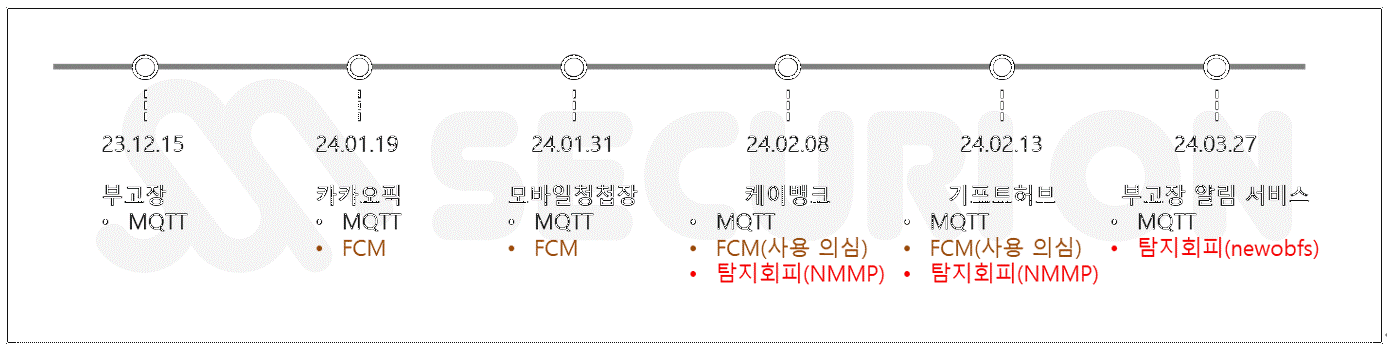 SECURION
23.12.15
부고장
• MQTT
24.01.19
카카오픽
• MQTT
• FCM
24.01.31
모바일청첩장
• MQTT
• FCM
24.02.08
케이뱅크
• MQTT
• FCM(사용 의심)
• 탐지회피(NMMP)
24.02.13
기프트허브
• MQTT
• FCM(사용 의심)
• 탐지회피(NMMP)
24.03.27
부고장 알림 서비스
• MQTT
• 탐지회피(newobfs)